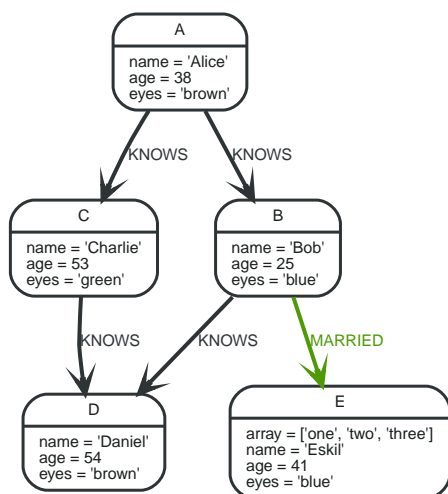 A
name = 'Alice'
age = 38
eyes = 'brown'
KNOWS
KNOWS
C
name = 'Charlie'
age = 53
eyes = 'green'
B
name = 'Bob'
age = 25
eyes = 'blue'
KNOWS
KNOWS
MARRIED
D
name = 'Daniel'
age = 54
eyes = 'brown'
E
array = ['one', 'two', 'three']
name = 'Eskil'
age = 41
eyes = 'blue'